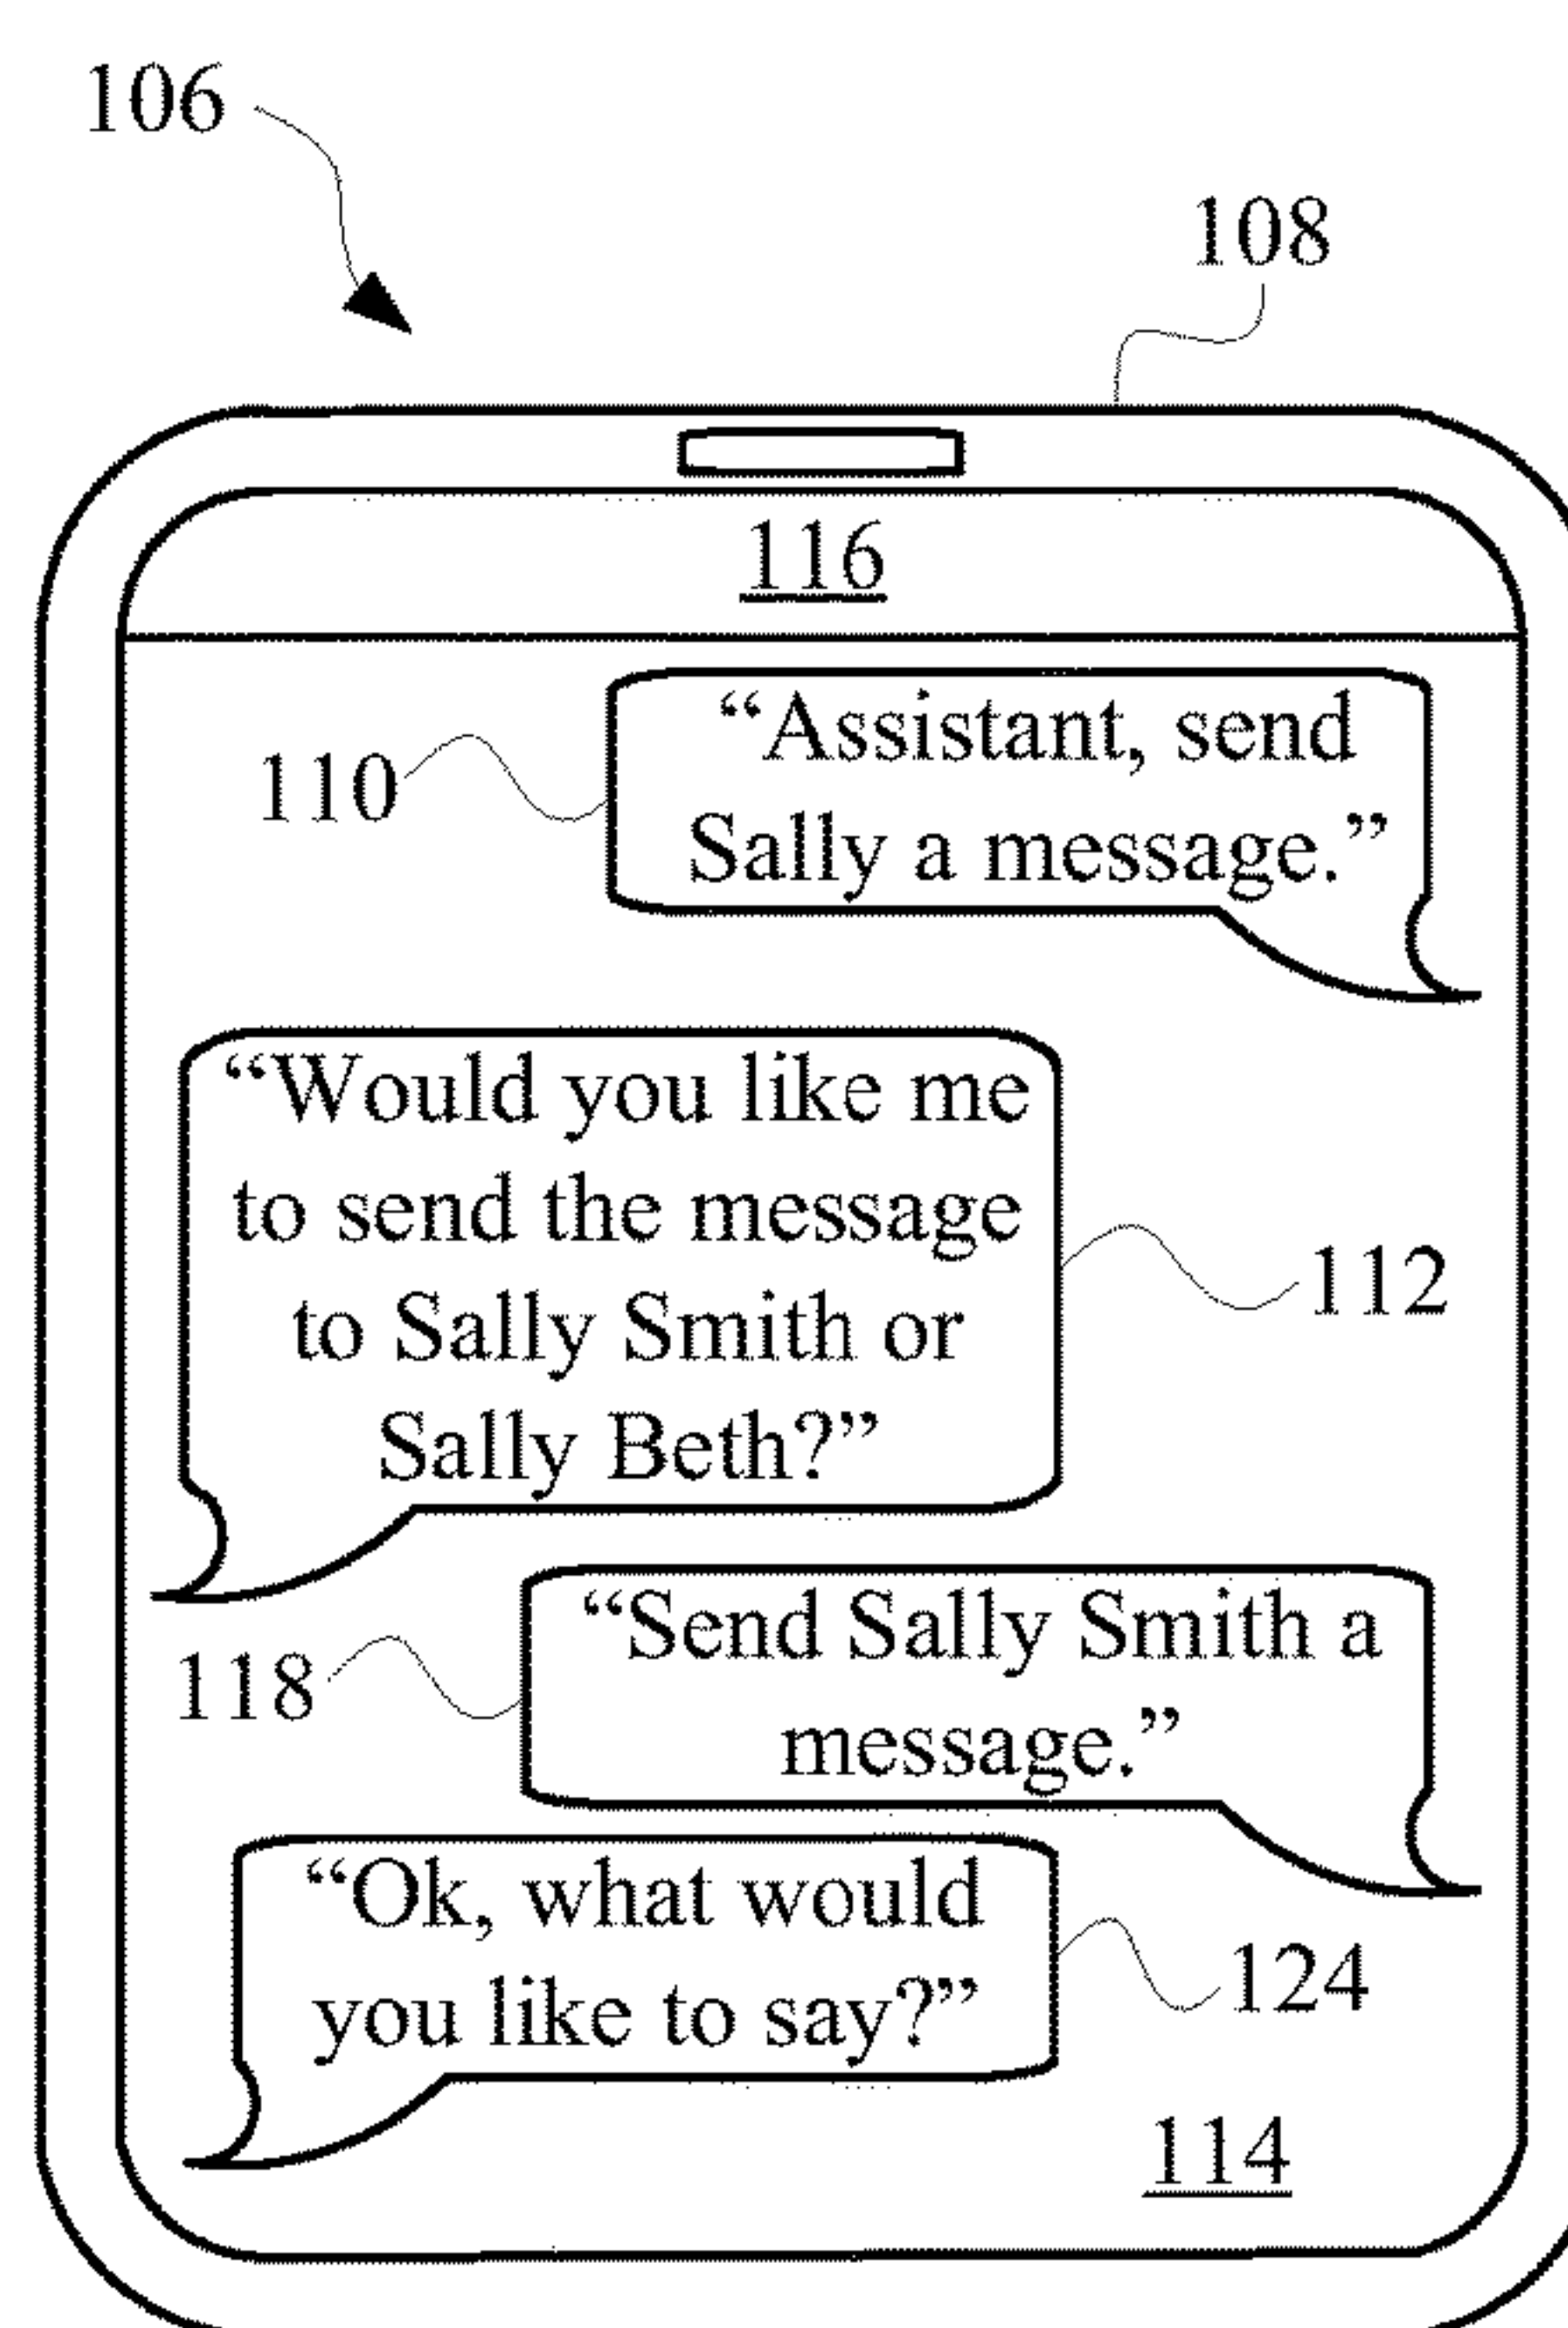 106
108
116
“Assistant, send
Sally a message.”
110
“Would you like me
to send the message
to Sally Smith or
Sally Beth?”
112
“Send Sally Smith a
message.”
118
“Ok, what would
you like to say?”
124
114